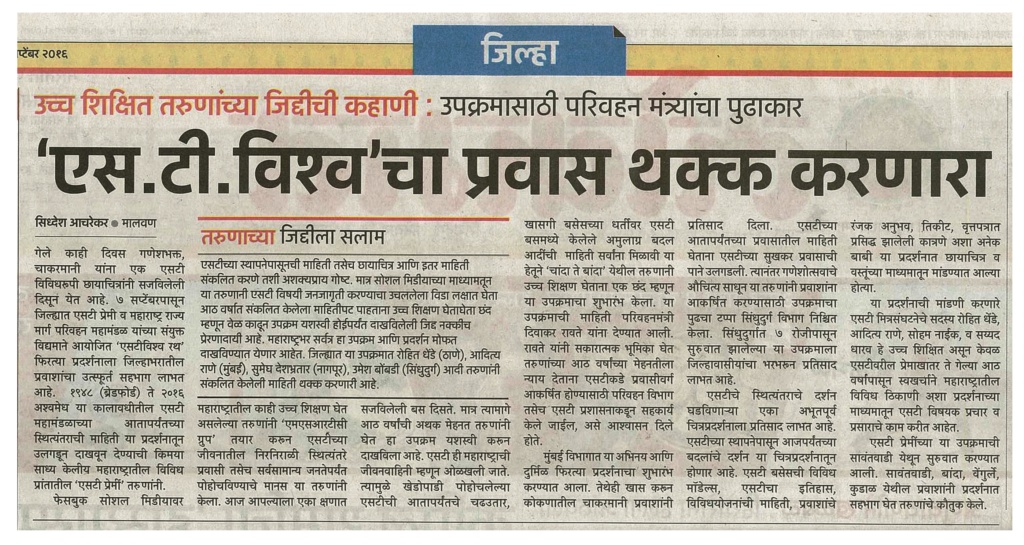 प्टेंबर २०१६
जिल्हा
उच्च शिक्षित तरुणांच्या जिद्दीची कहाणी : उपक्रमासाठी परिवहन मंत्र्यांचा पुढाकार
‘एस.टी.विश्व’चा प्रवास थक्क करणारा
सिध्देश आचरेकर ● मालवण
गेले काही दिवस गणेशभक्त,
चाकरमानी यांना एक एसटी
विविधरुपी छायाचित्रांनी सजविलेली
दिसून येत आहे. ७ सप्टेंबरपासून
जिल्ह्यात एसटी प्रेमी व महाराष्ट्र राज्य
मार्ग परिवहन महामंडळ यांच्या संयुक्त
विद्यमाने आयोजित 'एसटीविश्व रथ'
फिरत्या प्रदर्शनाला जिल्हाभरातील
प्रवाशांचा उत्स्फूर्त सहभाग लाभत
आहे. १९४८ (ब्रेडफोर्ड) ते २०१६
अश्वमेध या कालावधीतील एसटी
महामंडळाच्या आतापर्यंतच्या
स्थित्यंतराची माहिती या प्रदर्शनातून
उलगडून दाखवून देण्याची किमया
साध्य केलीय महाराष्ट्रातील विविध
प्रांतातील 'एसटी प्रेमी' तरुणांनी.
फेसबुक सोशल मिडीयावर
तरुणाच्या जिद्दीला सलाम
एसटीच्या स्थापनेपासूनची माहिती तसेच छायाचित्र आणि इतर माहिती
संकलित करणे तशी अशक्यप्राय गोष्ट. मात्र सोशल मिडीयाच्या माध्यमातून
या तरुणांनी एसटी विषयी जनजागृती करण्याचा उचललेला विडा लक्षात घेता
आठ वर्षात संकलित केलेला माहितीपट पाहताना उच्च शिक्षण घेताघेता छंद
म्हणून वेळ काढून उपक्रम यशस्वी होईपर्यंत दाखविलेली जिद्द नक्कीच
प्रेरणादायी आहे. महाराष्ट्रभर सर्वत्र हा उपक्रम आणि प्रदर्शन मोफत
दाखविण्यात येणार आहेत. जिल्ह्यात या उपक्रमात रोहित धेंडे (ठाणे), आदित्य
राणे (मुंबई), सुमेध देशभ्रतार (नागपूर), उमेश बोंबडी (सिंधुदुर्ग) आदी तरुणांनी
संकलित केलेली माहिती थक्क करणारी आहे.
महाराष्ट्रातील काही उच्च शिक्षण घेत
असलेल्या तरुणांनी 'एमएसआरटीसी
ग्रुप' तयार करून एसटीच्या
जीवनातील निरनिराळी स्थित्यंतरे
प्रवासी तसेच सर्वसामान्य जनतेपर्यंत
पोहोचविण्याचे मानस या तरुणांनी
केला. आज आपल्याला एका क्षणात
सजविलेली बस दिसते. मात्र त्यामागे
आठ वर्षांची अथक मेहनत तरुणांनी
घेत हा उपक्रम यशस्वी करून
दाखविला आहे. एसटी ही महाराष्ट्राची
जीवनवाहिनी म्हणून ओळखली जाते.
त्यामुळे खेडोपाडी पोहोचलेल्या
एसटीची आतापर्यंतचे चढउतार,
खासगी बसेसच्या धर्तीवर एसटी
बसमध्ये केलेले अमुलाग्र बदल
आदींची माहिती सर्वांना मिळावी या
हेतूने 'चांदा ते बांदा' येथील तरुणांनी
उच्च शिक्षण घेताना एक छंद म्हणून
या उपक्रमाचा शुभारंभ केला. या
उपक्रमाची माहिती परिवहनमंत्री
दिवाकर रावते यांना देण्यात आली.
रावते यांनी सकारात्मक भूमिका घेत
तरुणांच्या आठ वर्षाच्या मेहनतीला
न्याय देताना एसटीकडे प्रवासीवर्ग
आकर्षित होण्यासाठी परिवहन विभाग
तसेच एसटी प्रशासनाकडून सहकार्य
केले जाईल, असे आश्वासन दिले
होते.
मुंबई विभागात या अभिनय आणि
दुर्मिळ फिरत्या प्रदर्शनाचा शुभारंभ
करण्यात आला. तेथेही खास करून
कोकणातील चाकरमानी प्रवाशांनी
प्रतिसाद दिला. एसटीच्या
आतापर्यंतच्या प्रवासातील माहिती
घेताना एसटीच्या सुखकर प्रवासाची
पाने उलगडली. त्यानंतर गणेशोत्सवाचे
औचित्य साधून या तरुणांनी प्रवाशांना
आकर्षित करण्यासाठी उपक्रमाचा
पुढचा टप्पा सिंधुदुर्ग विभाग निश्चित
केला. सिंधुदुर्गात ७ रोजीपासून
सुरुवात झालेल्या या उपक्रमाला
जिल्हावासीयांचा भरभरून प्रतिसाद
लाभत आहे.
एसटीचे स्थित्यंतराचे दर्शन
घडविणाऱ्या एका अभूतपूर्व
चित्रप्रदर्शनाला प्रतिसाद लाभत आहे.
एसटीच्या स्थापनेपासून आजपर्यंतच्या
बदलांचे दर्शन या चित्रप्रदर्शनातून
होणार आहे. एसटी बसेसची विविध
मॉडेल्स, एसटीचा इतिहास,
विविधयोजनांची माहिती, प्रवाशांचे
रंजक अनुभव, तिकीट, वृत्तपत्रात
प्रसिद्ध झालेली कात्रणे अशा अनेक
बाबी या प्रदर्शनात छायाचित्र व
वस्तूंच्या माध्यमातून मांडण्यात आल्या
होत्या.
या प्रदर्शनाची मांडणी करणारे
एसटी मित्रसंघटनेचे सदस्य रोहित धेंडे,
आदित्य राणे, सोहम नाईक, व सय्यद
धारव हे उच्च शिक्षित असून केवळ
एसटीवरील प्रेमाखातर ते गेल्या आठ
वर्षांपासून स्वखर्चाने महाराष्ट्रातील
विविध ठिकाणी अशा प्रदर्शनाच्या
माध्यमातून एसटी विषयक प्रचार व
प्रसाराचे काम करीत आहेत.
एसटी प्रेमींच्या या उपक्रमाची
सावंतवाडी येथून सुरुवात करण्यात
आली. सावंतवाडी, बांदा, वेंगुर्ले,
कुडाळ येथील प्रवाशांनी प्रदर्शनात
सहभाग घेत तरुणांचे कौतुक केले.